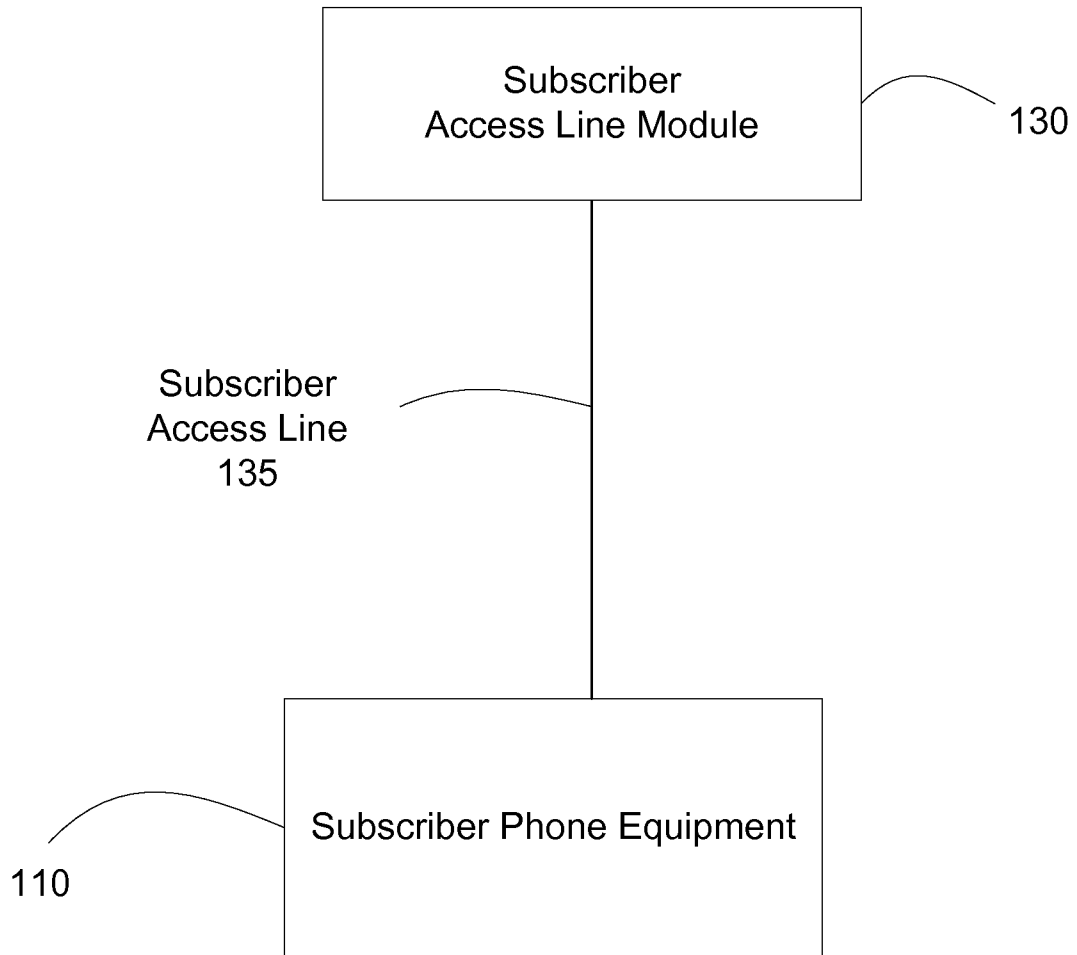 Subscriber
Access Line Module
130
Subscriber
Access Line
135
Subscriber Phone Equipment
110